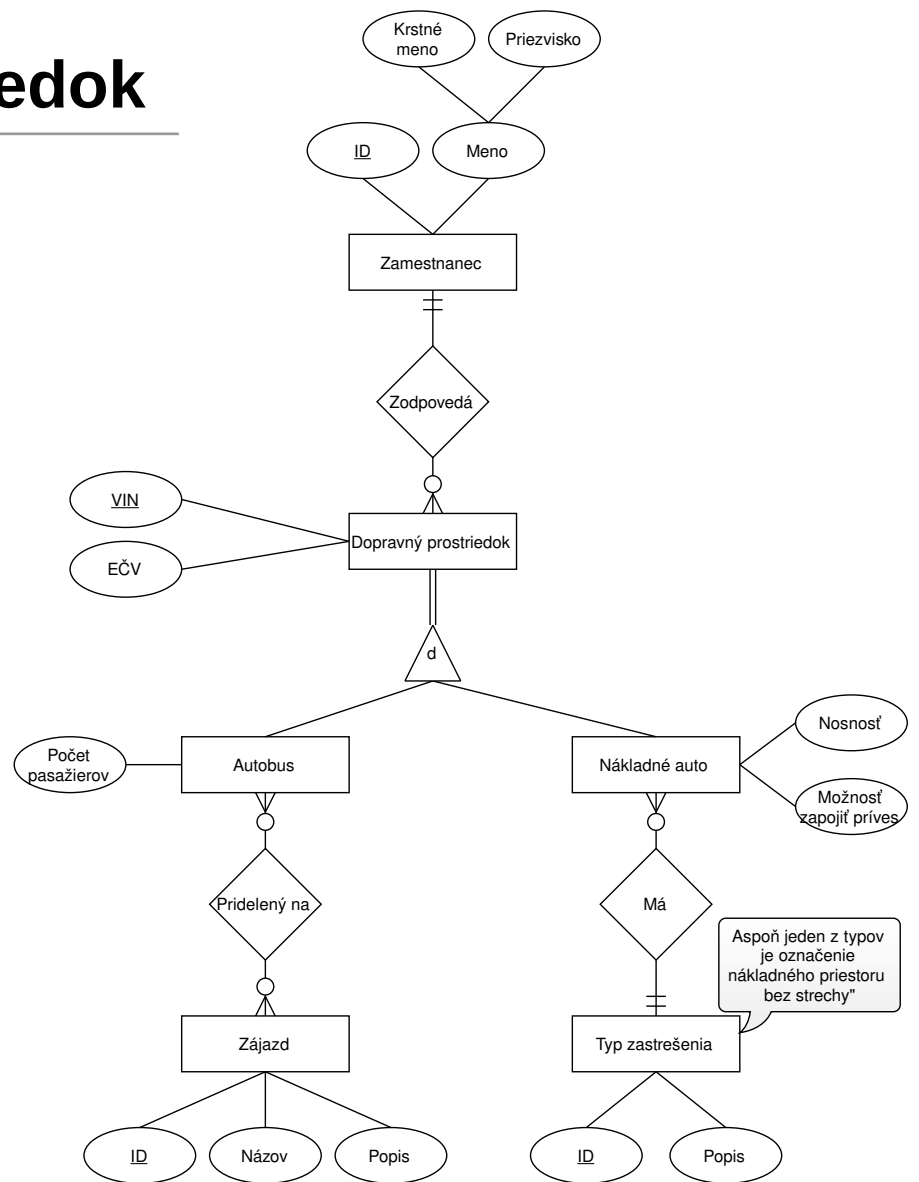 edok
Krstné
meno
Priezvisko
ID
Meno
Zamestnanec
Zodpovedá
VIN
EČV
Dopravný prostriedok
d
Počet
pasažierov
Autobus
Nákladné auto
Nosnosť
Možnosť
zapojiť príves
Pridelený na
Má
Aspoň jeden z typov
je označenie
nákladného priestoru
bez strechy"
Zájazd
Typ zastrešenia
ID
Názov
Popis
ID
Popis